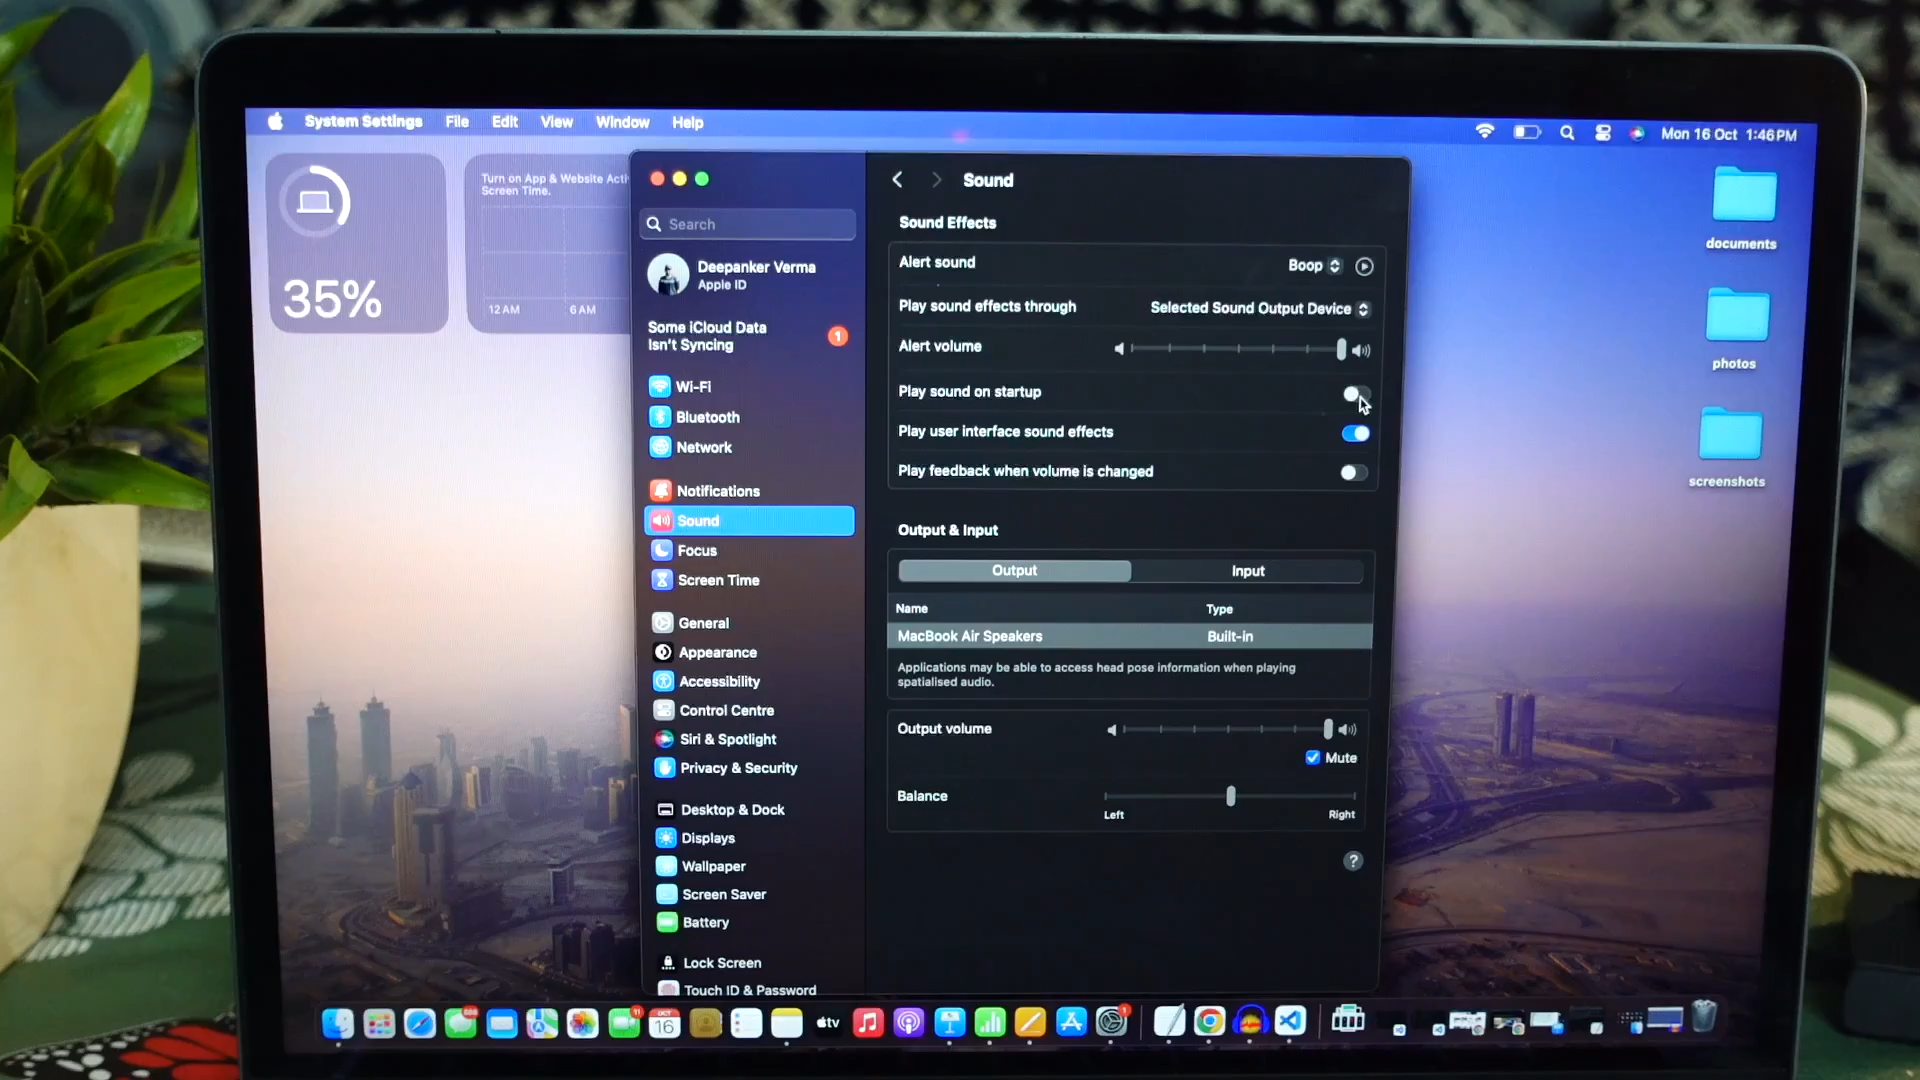 System Settings File Edit View Window Help
Mon 16 Oct 1:46PM
35%
Turn on App & Website Acti
Screen Time.
12 AM 6 AM
Search
Deepanker Verma
Apple ID
Some iCloud Data
Isn't Syncing
1
Wi-Fi
Bluetooth
Network
Notifications
Sound
Focus
Screen Time
General
Appearance
Accessibility
Control Centre
Siri & Spotlight
Privacy & Security
Desktop & Dock
Displays
Wallpaper
Screen Saver
Battery
Lock Screen
Touch ID & Password
Sound
Sound Effects
Alert sound Boop
Play sound effects through Selected Sound Output Device
Alert volume
Play sound on startup
Play user interface sound effects
Play feedback when volume is changed
Output & Input
Output Input
Name Type
MacBook Air Speakers Built-in
Applications may be able to access head pose information when playing
spatialised audio.
Output volume
Mute
Balance
Left Right
?
documents
photos
screenshots
OCT
16
tv